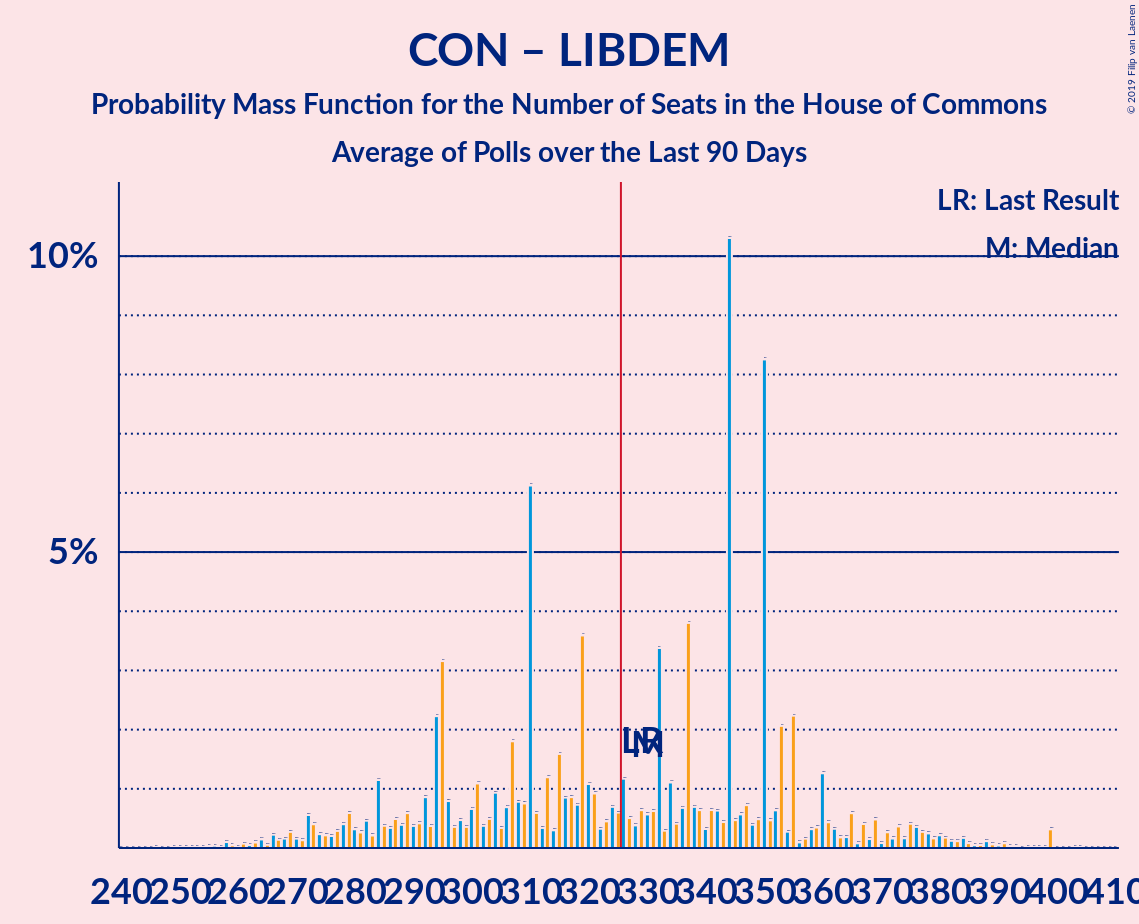 CON – LIBDEM
Probability Mass Function for the Number of Seats in the House of Commons
Average of Polls over the Last 90 Days
© 2019 Filip van Laenen
LR: Last Result
M: Median
10%
5%
LR
M
240 250 260 270 280 290 300 310 320 330 340 350 360 370 380 390 400 410